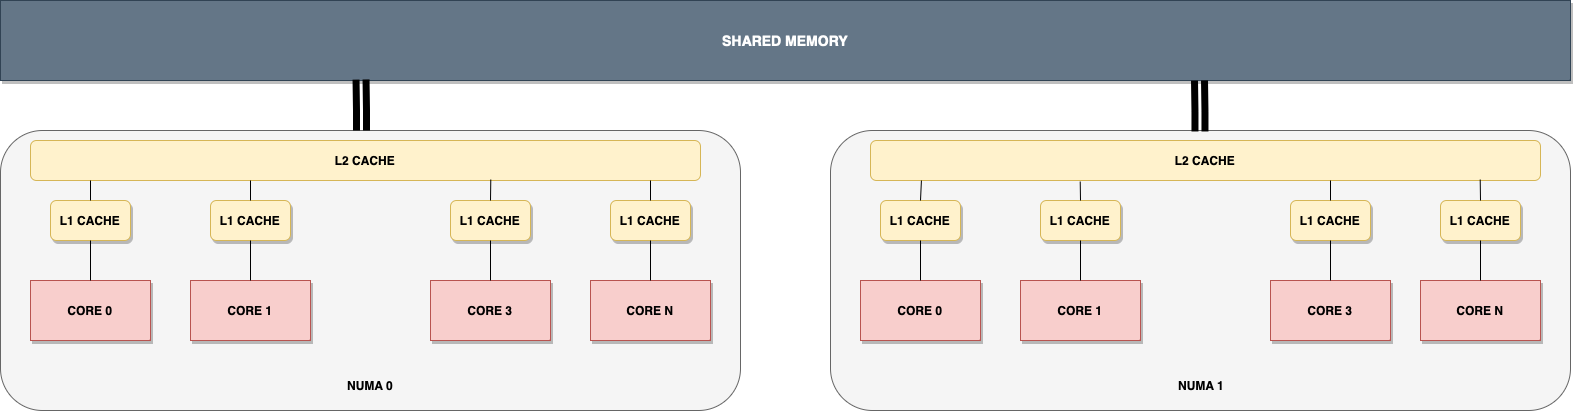 SHARED MEMORY
L2 CACHE
L1 CACHE
L1 CACHE
L1 CACHE
L1 CACHE
CORE 0
CORE 1
CORE 3
CORE N
NUMA 0
L2 CACHE
L1 CACHE
L1 CACHE
L1 CACHE
L1 CACHE
CORE 0
CORE 1
CORE 3
CORE N
NUMA 1